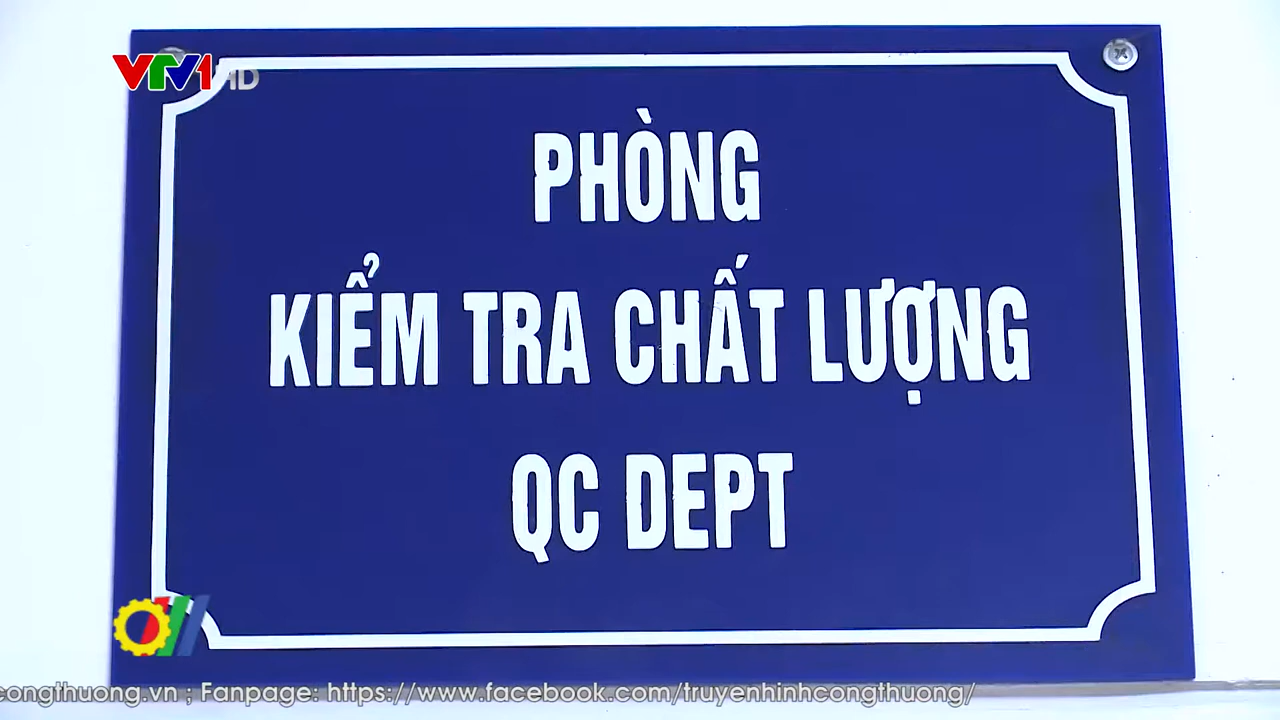 VTV1 HD
PHÒNG
KIỂM TRA CHẤT LƯỢNG
QC DEPT
congthuong.vn ; Fanpage: https://www.facebook.com/truyenhinhcongthuong/